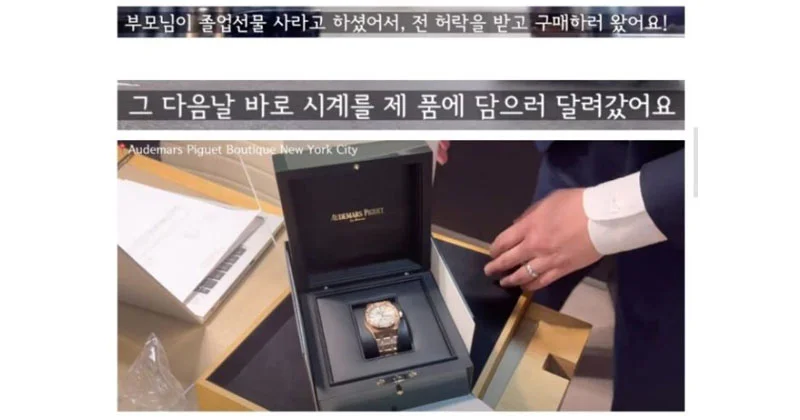 부모님이 졸업선물 사라고 하셨어서, 전 허락을 받고 구매하러 왔어요!
그 다음날 바로 시계를 제 품에 담으러 달려갔어요
Audemars Piguet Boutique New York City
AUDEMARS PIGUET